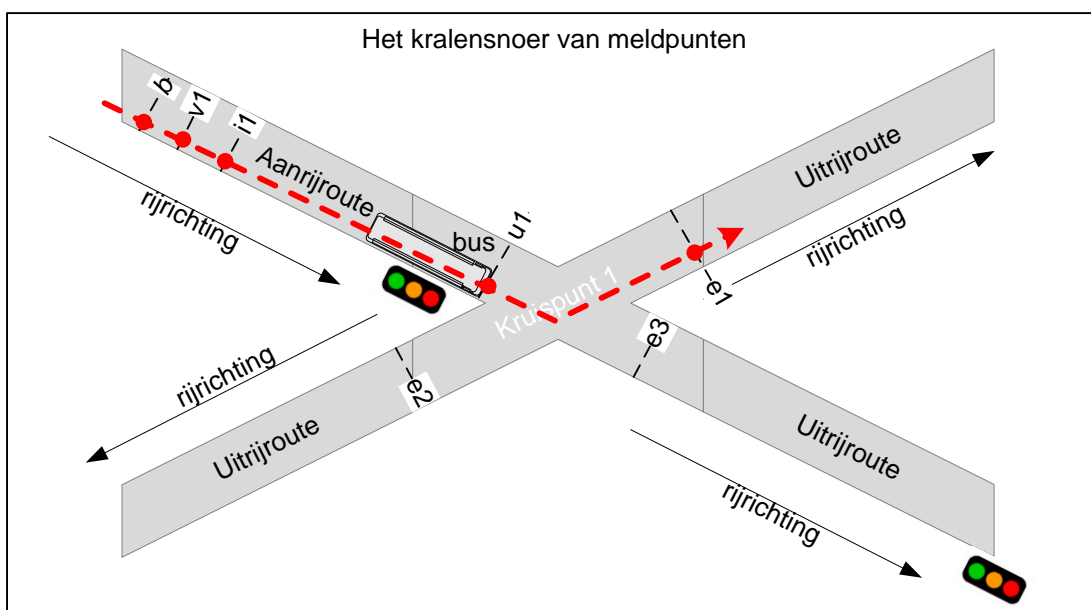 Het kralensnoer van meldpunten
b
v1
i1
Aanrijroute
rijrichting
bus
u1
Kruispunt 1
Uitrijroute
rijrichting
e1
e3
rijrichting
e2
Uitrijroute
Uitrijroute
rijrichting